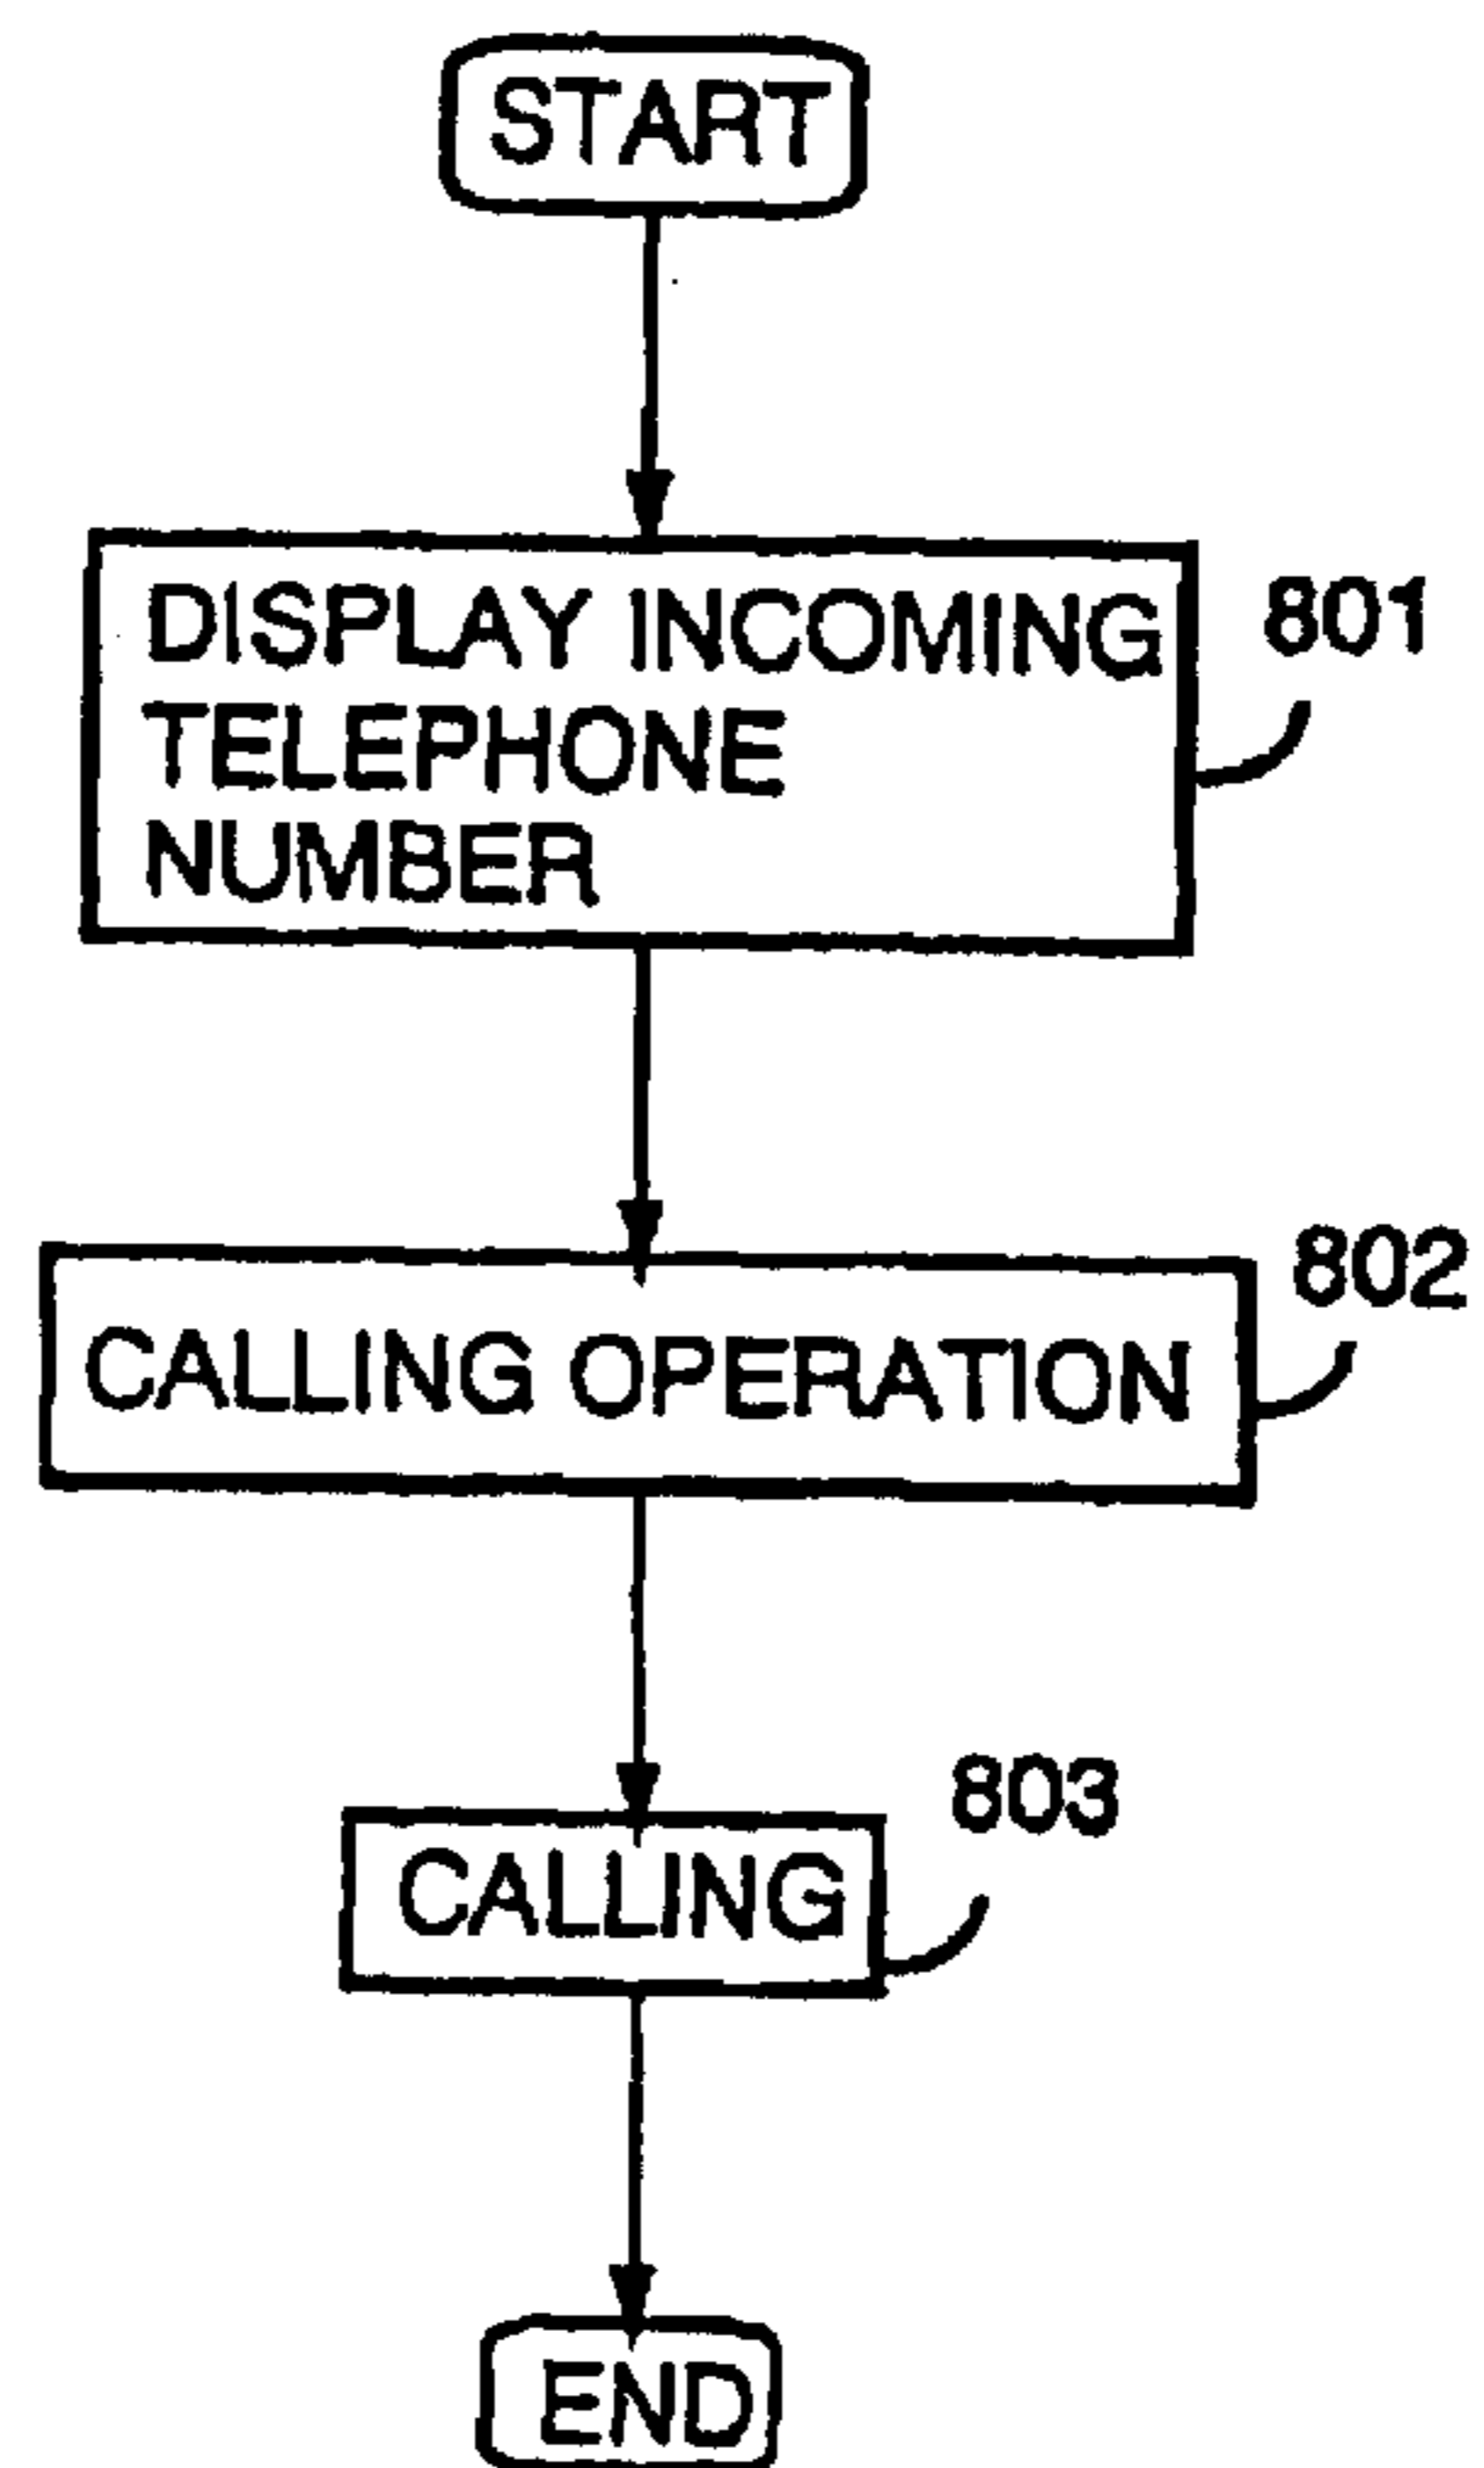 START
DISPLAY INCOMING
TELEPHONE
NUMBER
801
CALLING OPERATION
802
CALLING
803
END